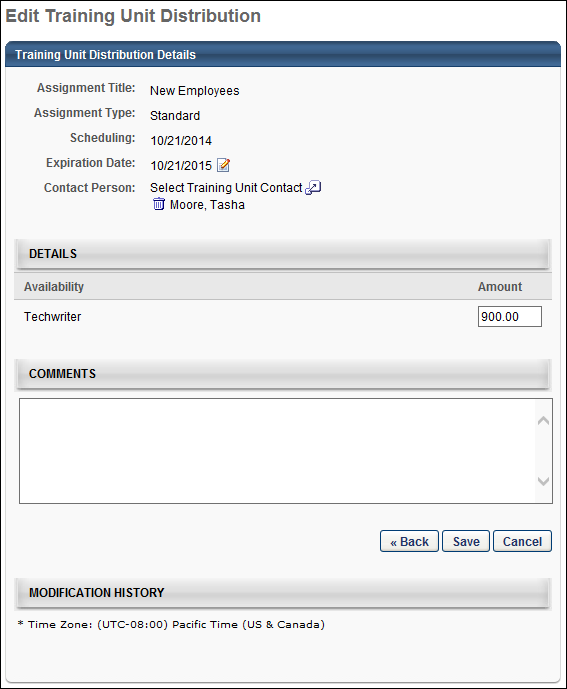 Edit Training Unit Distribution
Training Unit Distribution Details
Assignment Title: New Employees
Assignment Type: Standard
Scheduling: 10/21/2014
Expiration Date: 10/21/2015
Contact Person: Select Training Unit Contact
Moore, Tasha
DETAILS
Availability Amount
Techwriter 900.00
COMMENTS
« Back Save Cancel
MODIFICATION HISTORY
* Time Zone: (UTC-08:00) Pacific Time (US & Canada)